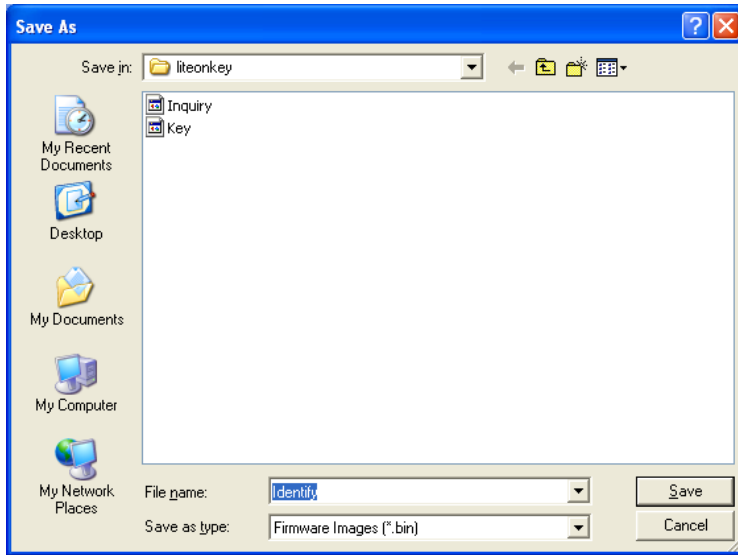 Save As
Save in: liteonkey
Inquiry
Key
My Recent
Documents
Desktop
My Documents
My Computer
My Network
Places
File name: Identify
Save as type: Firmware Images (*.bin)
Save
Cancel